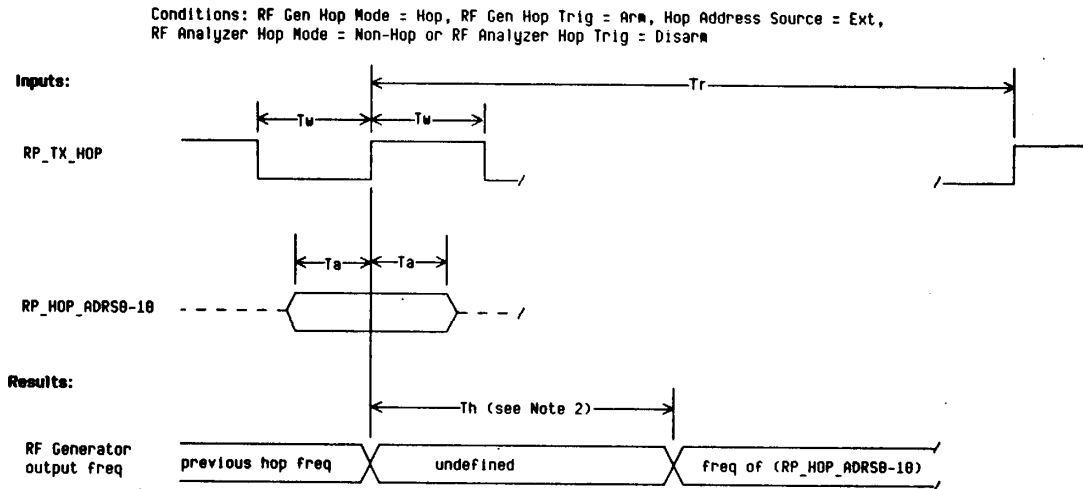 Conditions: RF Gen Hop Mode = Hop, RF Gen Hop Trig = Arm, Hop Address Source = Ext,
RF Analyzer Hop Mode = Non-Hop or RF Analyzer Hop Trig = Disarm
Inputs:
Tr
Tw Tw
RP_TX_HOP
Ta Ta
RP_HOP_ADRS0-10
Results:
Th (see Note 2)
RF Generator
output freq
previous hop freq undefined freq of (RP_HOP_ADRS0-10)